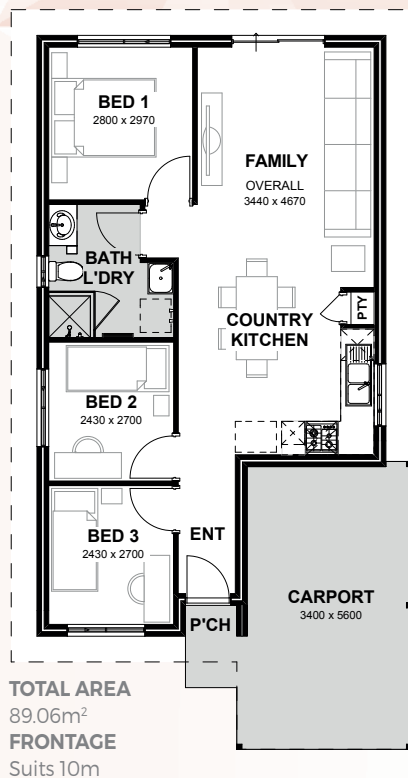 BED 1
2800 x 2970
FAMILY
OVERALL
3440 x 4670
BATH
L'DRY
PTY
COUNTRY
KITCHEN
BED 2
2430 x 2700
BED 3
2430 x 2700
ENT
P'CH
CARPORT
3400 x 5600
TOTAL AREA
89.06m²
FRONTAGE
Suits 10m